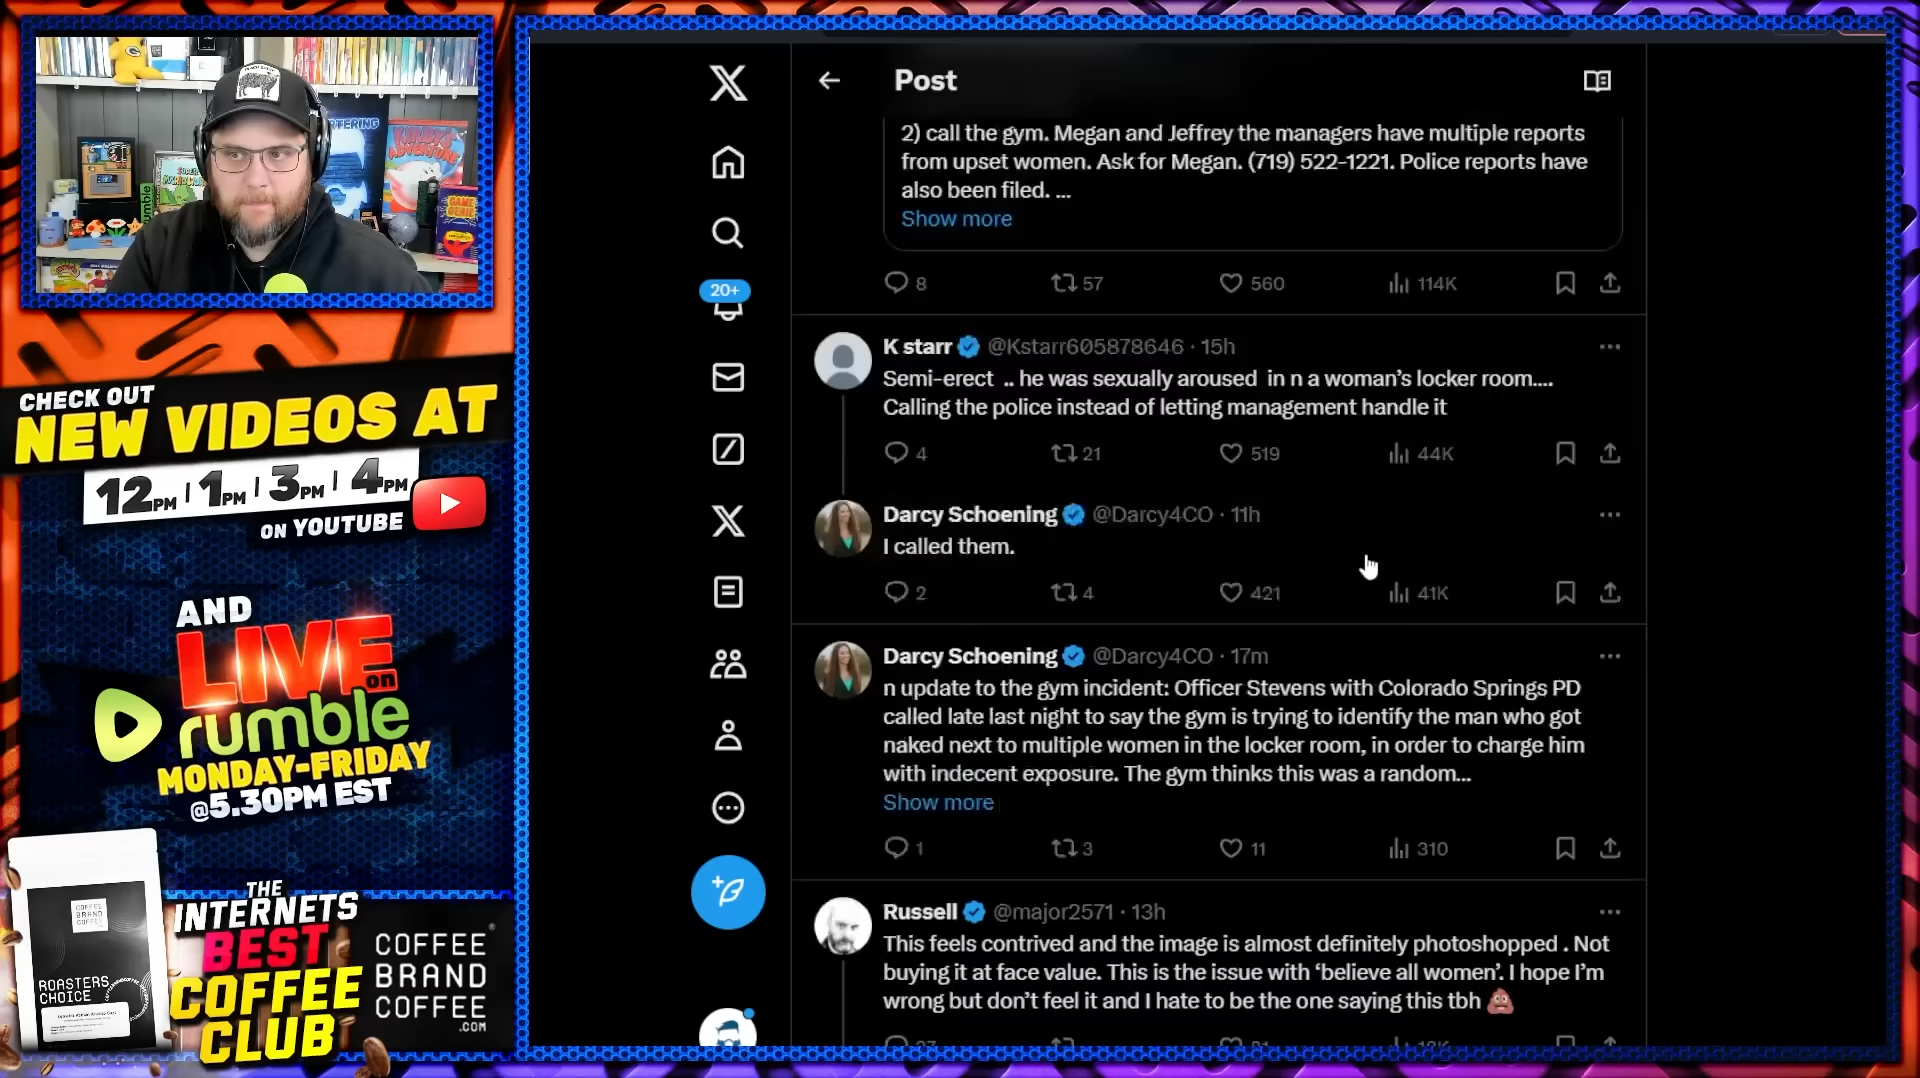 TERING
KIRBY'S
ADVENTURE
GAME
GENIE
SUPER
rumble
CHECK OUT
NEW VIDEOS AT
12PM | 1PM | 3PM | 4PM
ON YOUTUBE
AND
LIVE
on
rumble
MONDAY-FRIDAY
@5.30PM EST
THE
INTERNETS
BEST
COFFEE
CLUB
COFFEE
BRAND
COFFEE
.COM
COFFEE
BRAND
COFFEE
ROASTERS
CHOICE
Post
2) call the gym. Megan and Jeffrey the managers have multiple reports
from upset women. Ask for Megan. (719) 522-1221. Police reports have
also been filed. ...
Show more
8 57 560 114K
20+
K starr @Kstarr605878646 · 15h
Semi-erect .. he was sexually aroused in n a woman’s locker room....
Calling the police instead of letting management handle it
4 21 519 44K
Darcy Schoening @Darcy4CO · 11h
I called them.
2 4 421 41K
Darcy Schoening @Darcy4CO · 17m
n update to the gym incident: Officer Stevens with Colorado Springs PD
called late last night to say the gym is trying to identify the man who got
naked next to multiple women in the locker room, in order to charge him
with indecent exposure. The gym thinks this was a random...
Show more
1 3 11 310
Russell @major2571 · 13h
This feels contrived and the image is almost definitely photoshopped . Not
buying it at face value. This is the issue with ‘believe all women’. I hope I’m
wrong but don’t feel it and I hate to be the one saying this tbh 💩